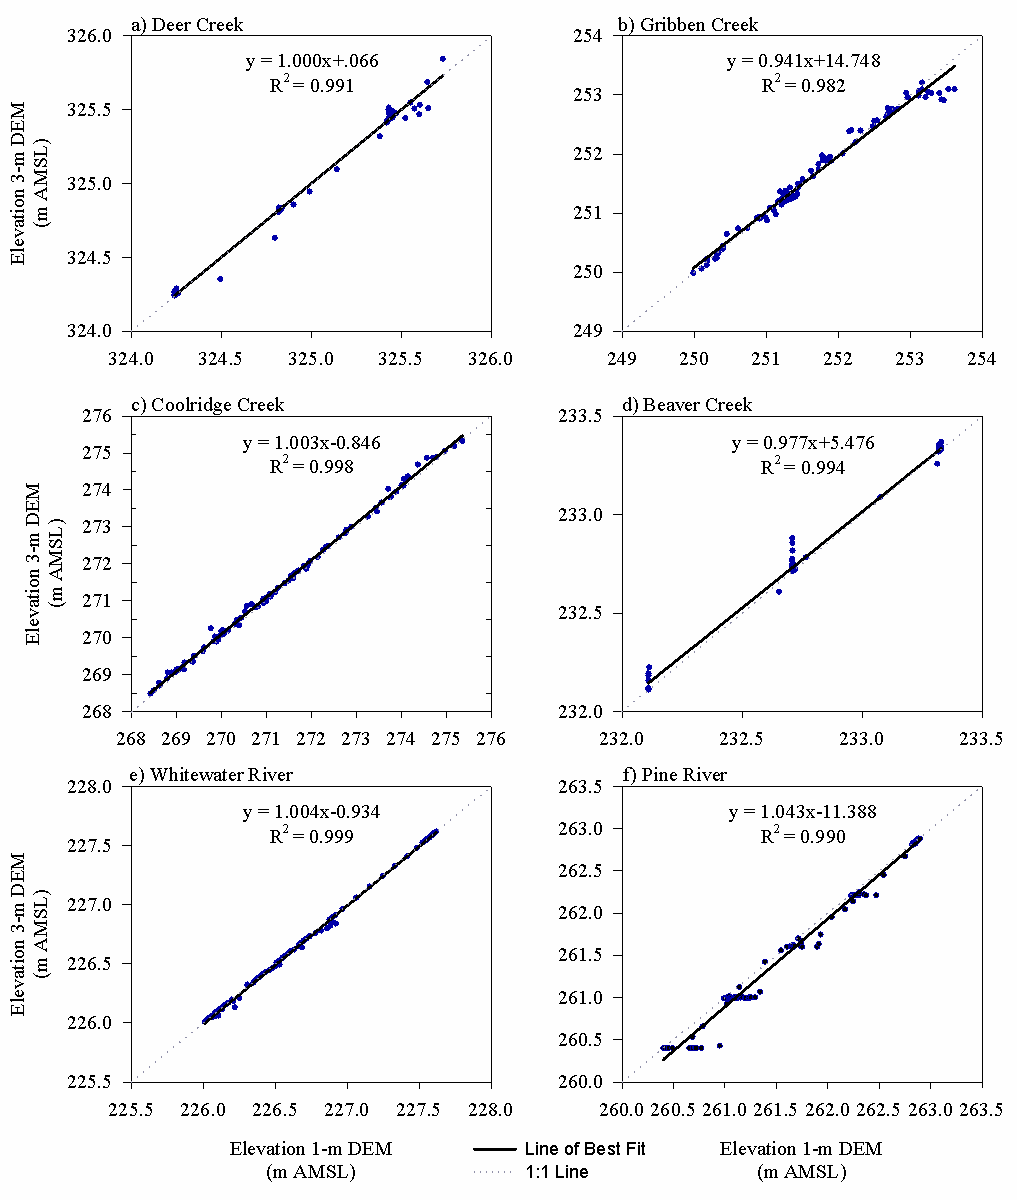 a) Deer Creek
y = 1.000x+.066
R² = 0.991
326.0
325.5
325.0
324.5
324.0
324.0 324.5 325.0 325.5 326.0
Elevation 3-m DEM
(m AMSL)
b) Gribben Creek
y = 0.941x+14.748
R² = 0.982
254
253
252
251
250
249
249 250 251 252 253 254
c) Coolridge Creek
y = 1.003x-0.846
R² = 0.998
276
275
274
273
272
271
270
269
268
268 269 270 271 272 273 274 275 276
Elevation 3-m DEM
(m AMSL)
d) Beaver Creek
y = 0.977x+5.476
R² = 0.994
233.5
233.0
232.5
232.0
232.0 232.5 233.0 233.5
e) Whitewater River
y = 1.004x-0.934
R² = 0.999
228.0
227.5
227.0
226.5
226.0
225.5
225.5 226.0 226.5 227.0 227.5 228.0
Elevation 3-m DEM
(m AMSL)
f) Pine River
y = 1.043x-11.388
R² = 0.990
263.5
263.0
262.5
262.0
261.5
261.0
260.5
260.0
260.0 260.5 261.0 261.5 262.0 262.5 263.0 263.5
Elevation 1-m DEM
(m AMSL)
Line of Best Fit
1:1 Line
Elevation 1-m DEM
(m AMSL)